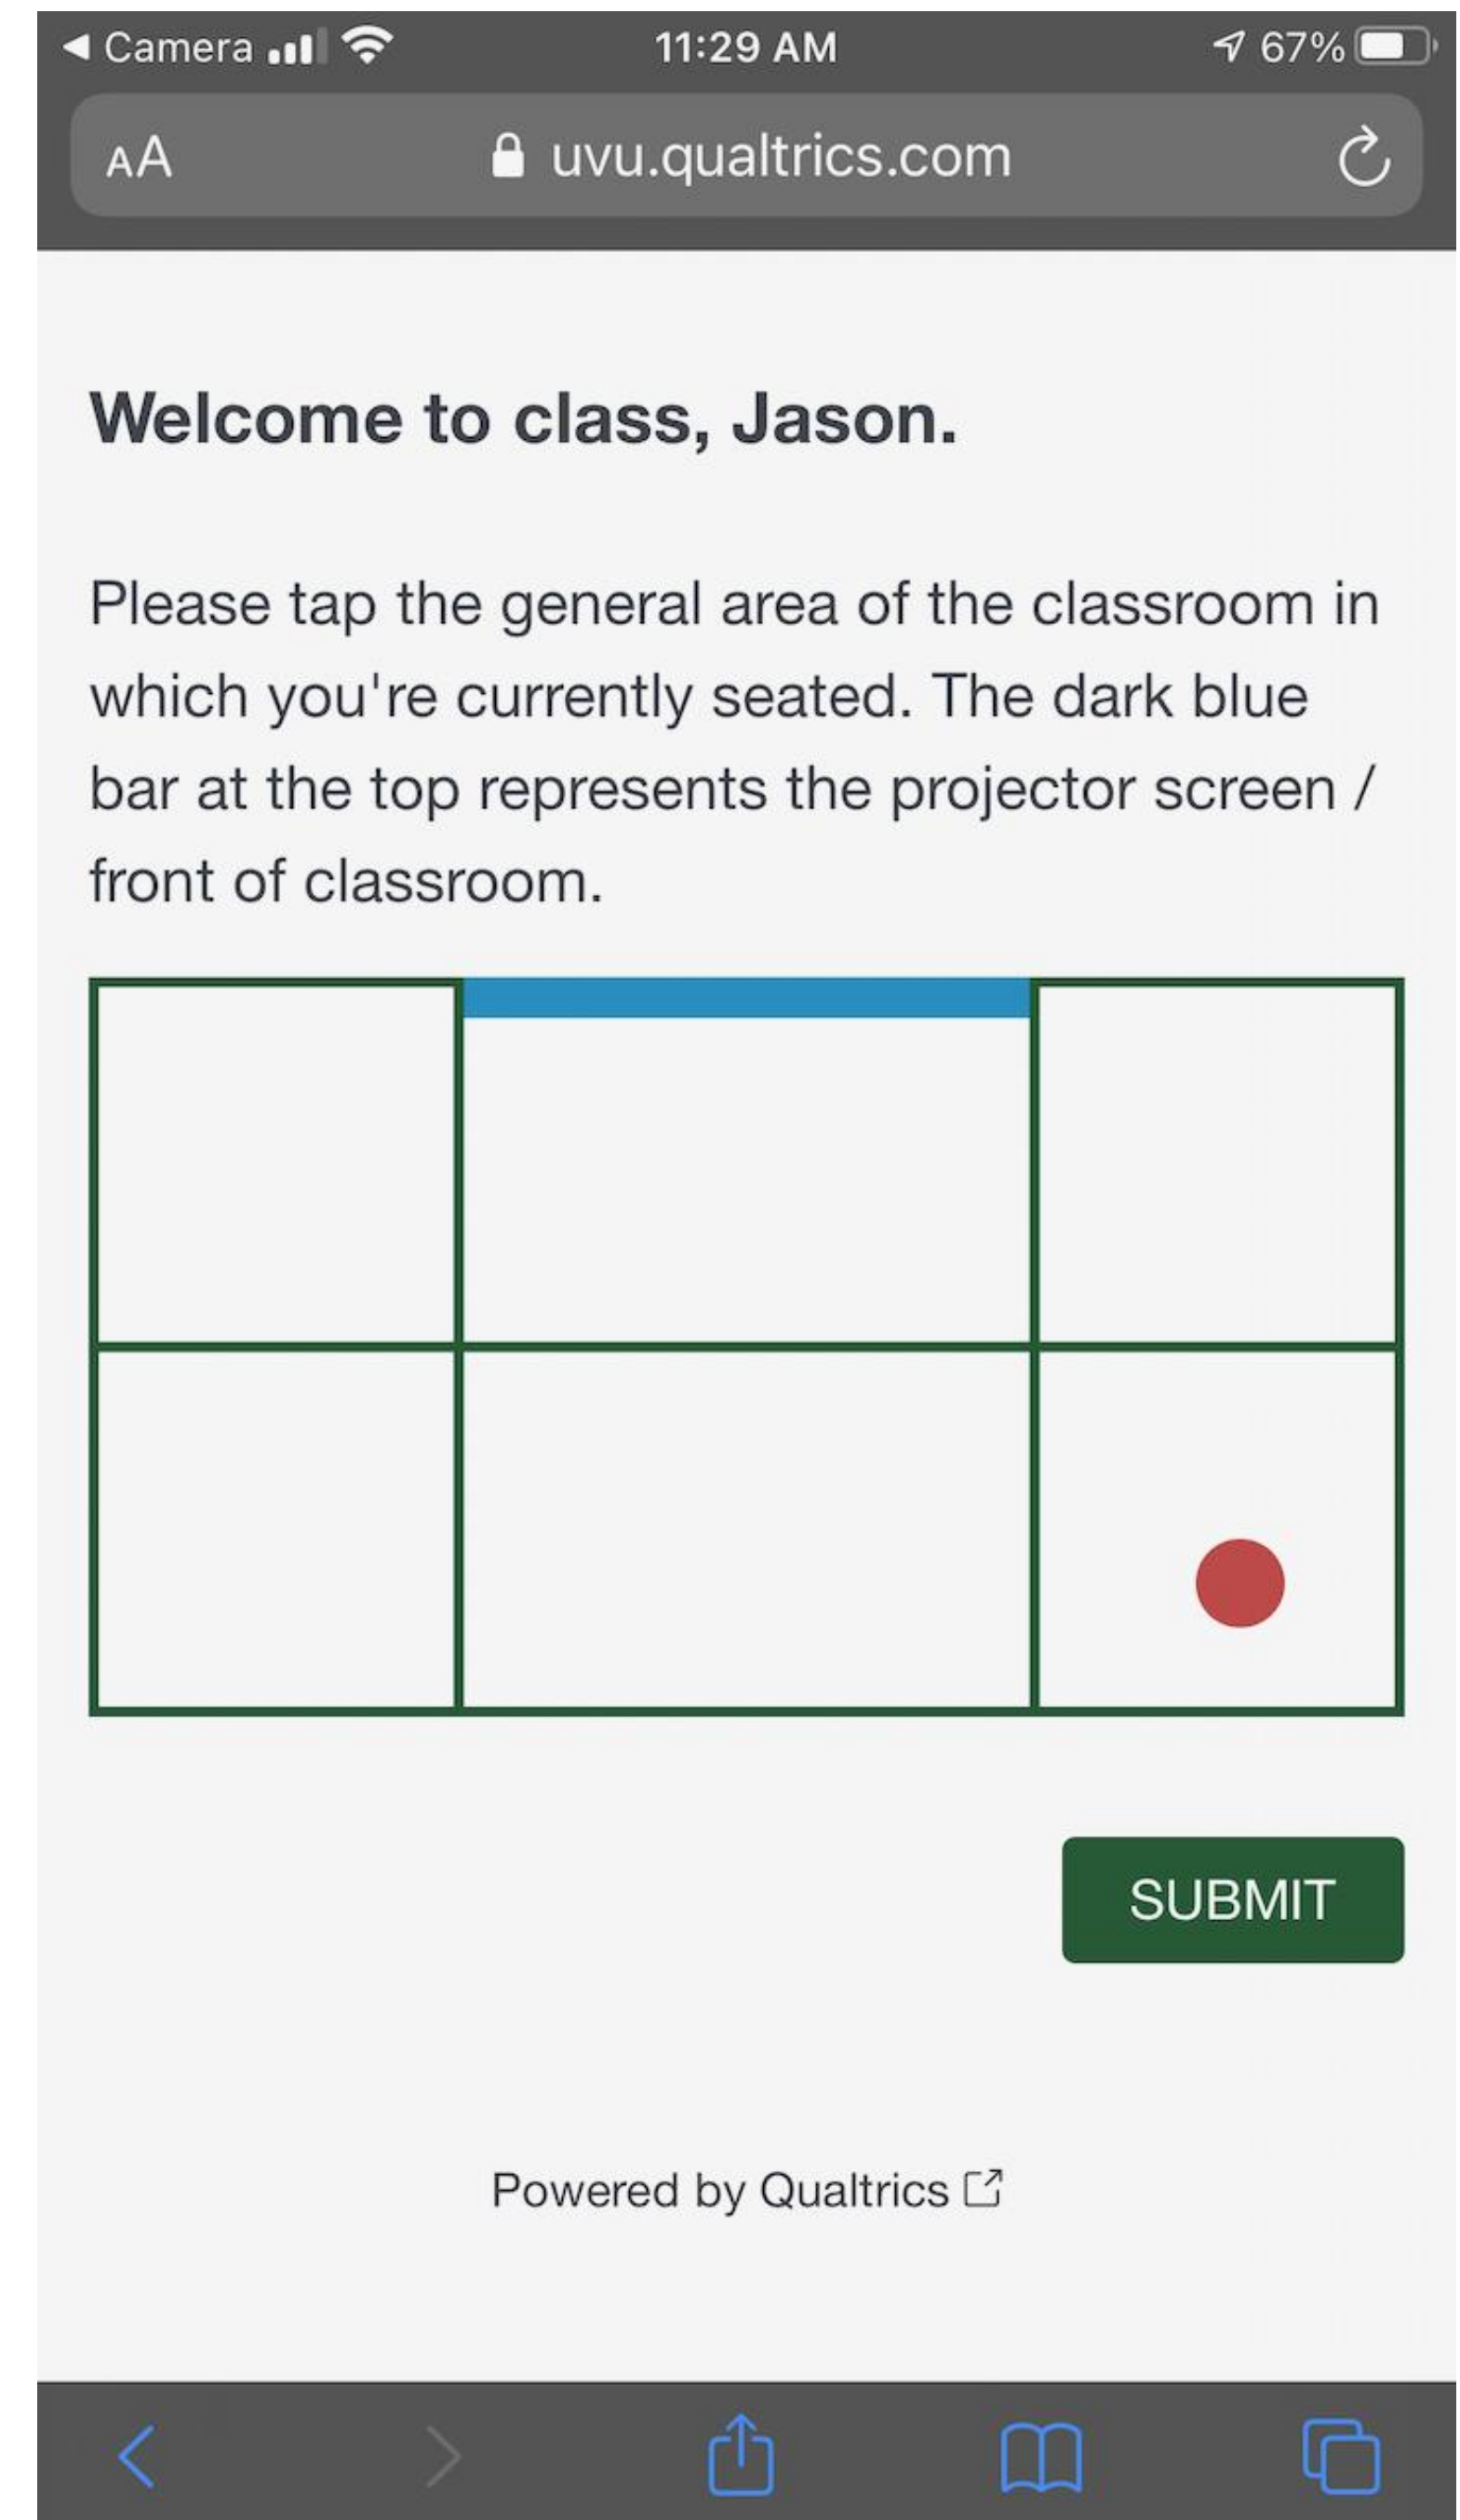 Camera
11:29 AM
67%
AA
uvu.qualtrics.com
Welcome to class, Jason.
Please tap the general area of the classroom in
which you're currently seated. The dark blue
bar at the top represents the projector screen /
front of classroom.
SUBMIT
Powered by Qualtrics